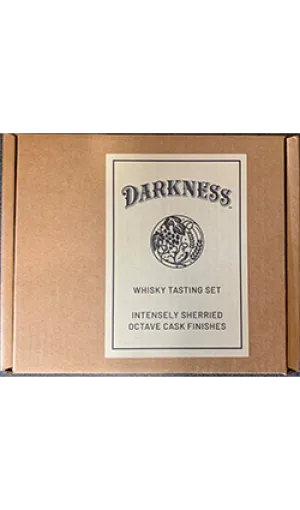 DARKNESS
WHISKY TASTING SET
INTENSELY SHERRIED
OCTAVE CASK FINISHES